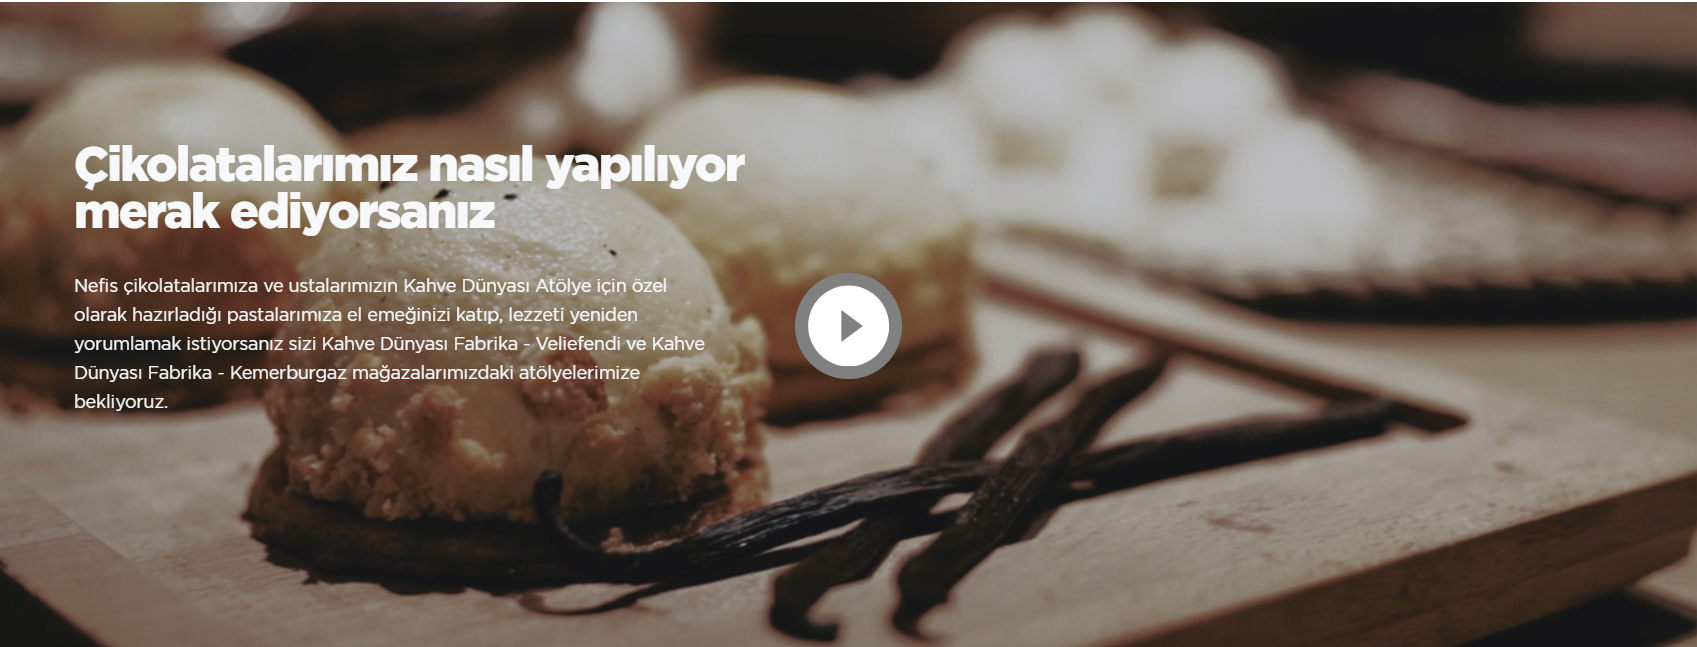 Çikolatalarımız nasıl yapılıyor
merak ediyorsanız
Nefis çikolatalarımıza ve ustalarımızın Kahve Dünyası Atölye için özel
olarak hazırladığı pastalarımıza el emeğinizi katıp, lezzeti yeniden
yorumlamak istiyorsanız sizi Kahve Dünyası Fabrika - Veliefendi ve Kahve
Dünyası Fabrika - Kemerburgaz mağazalarımızdaki atölyelerimize
bekliyoruz.